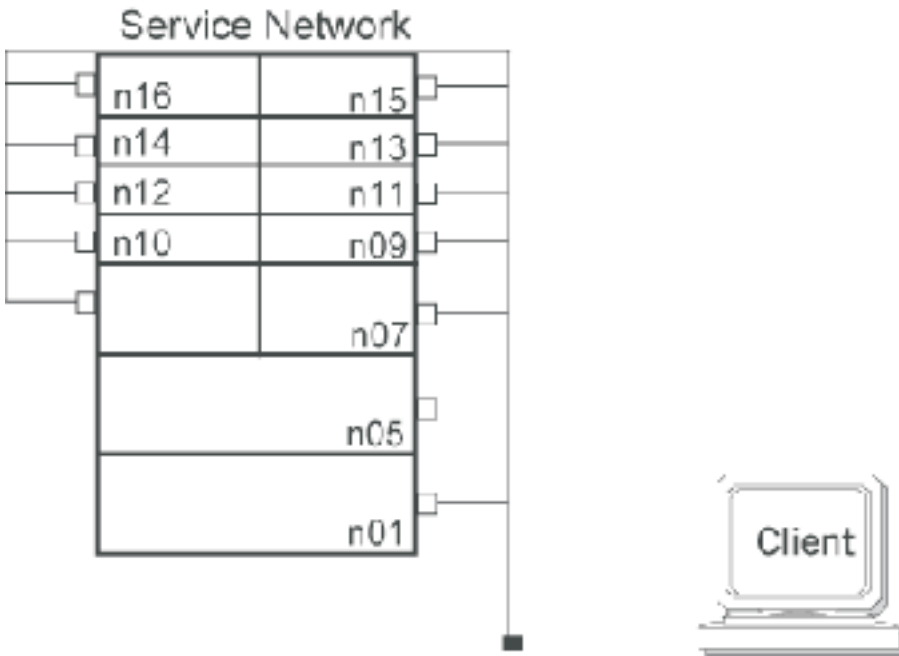 Service Network
n16 n15
n14 n13
n12 n11
n10 n09
n07
n05
n01
Client